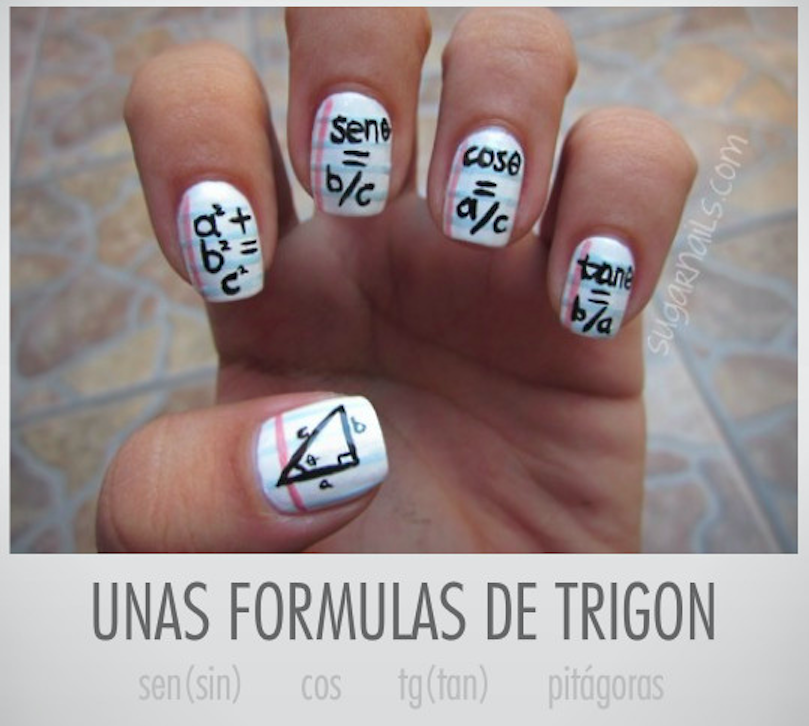 a²+
b²=
c²
senθ
=
b/c
cosθ
=
a/c
tanθ
=
b/a
c
b
θ
a
sugarnails.com
UNAS FORMULAS DE TRIGON
sen(sin) cos tg(tan) pitágoras